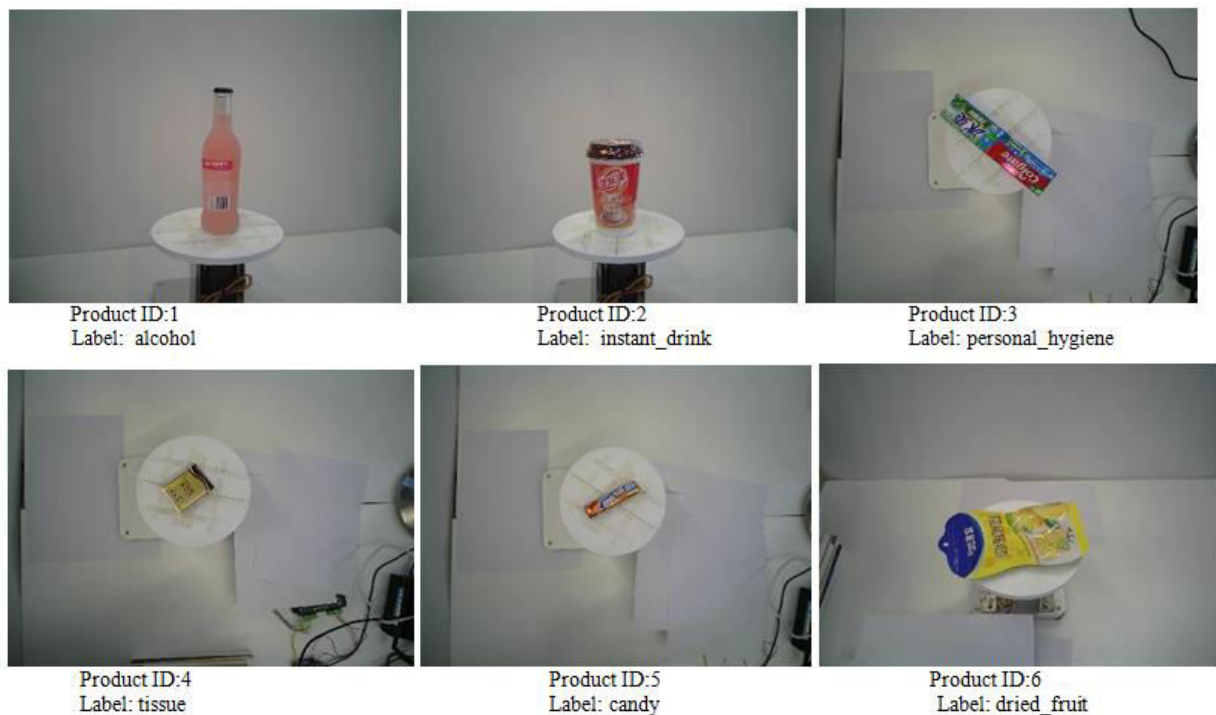 Product ID:1
Label: alcohol
Product ID:2
Label: instant_drink
Colgate
Product ID:3
Label: personal_hygiene
Product ID:4
Label: tissue
Product ID:5
Label: candy
Product ID:6
Label: dried_fruit